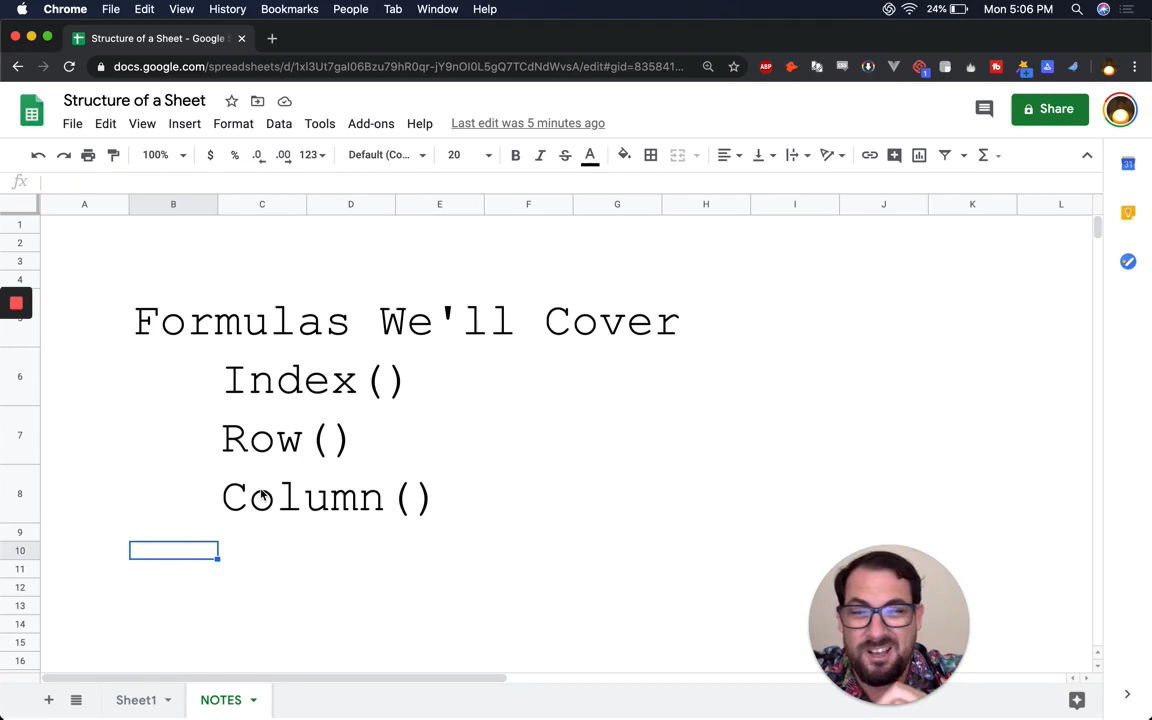 Chrome File Edit View History Bookmarks People Tab Window Help 24% Mon 5:06 PM
Structure of a Sheet - Google
docs.google.com/spreadsheets/d/1xI3Ut7gaI06Bzu79hR0qr-jY9nOI0L5gQ7TCdNdWvsA/edit#gid=835841...
Structure of a Sheet
File Edit View Insert Format Data Tools Add-ons Help Last edit was 5 minutes ago
Share
100% $ % .0 .00 123 Default (Co... 20 B I S A
fx
A B C D E F G H I J K L
1
2
3
4
Formulas We'll Cover
6 Index()
7 Row()
8 Column()
9
10
11
12
13
14
15
16
Sheet1 NOTES